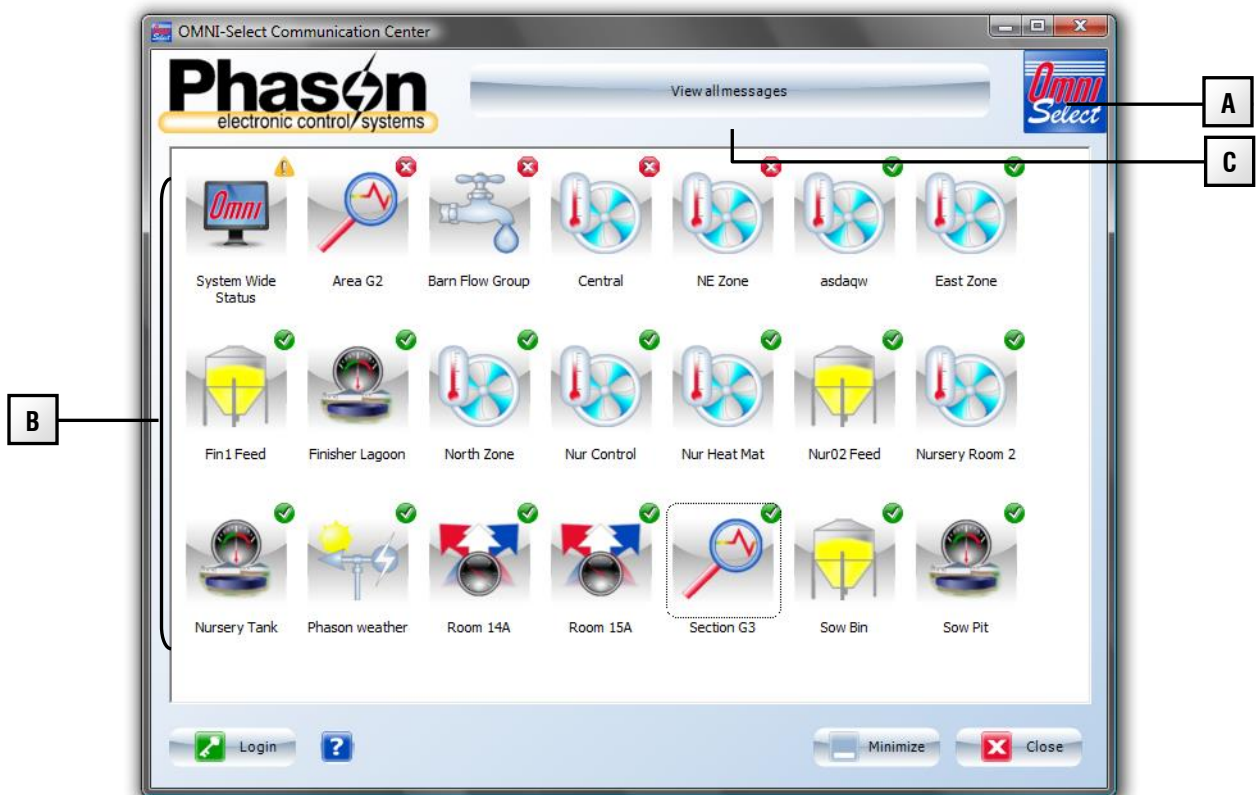 OMNI-Select Communication Center
Phason
electronic control systems
View all messages
Omni
Select
A
C
Omni
System Wide
Status
Area G2
Barn Flow Group
Central
NE Zone
asdaqw
East Zone
B
Fin1 Feed
Finisher Lagoon
North Zone
Nur Control
Nur Heat Mat
Nur02 Feed
Nursery Room 2
Nursery Tank
Phason weather
Room 14A
Room 15A
Section G3
Sow Bin
Sow Pit
Login
?
Minimize
Close